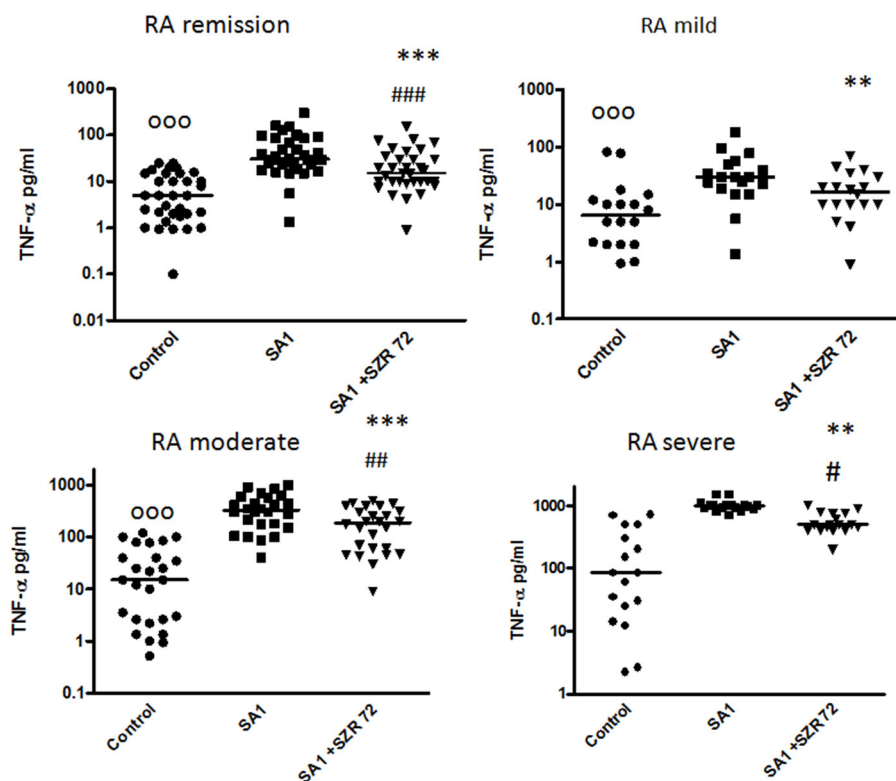 RA remission
***
###
ooo
1000
100
10
1
0.1
0.01
TNF-α pg/ml
Control
SA1
SA1 +SZR 72
RA mild
**
ooo
1000
100
10
1
0.1
TNF-α pg/ml
Control
SA1
SA1 +SZR 72
RA moderate
***
##
ooo
1000
100
10
1
0.1
TNF-α pg/ml
Control
SA1
SA1 +SZR 72
RA severe
**
#
1000
100
10
1
TNF-α pg/ml
Control
SA1
SA1 +SZR 72